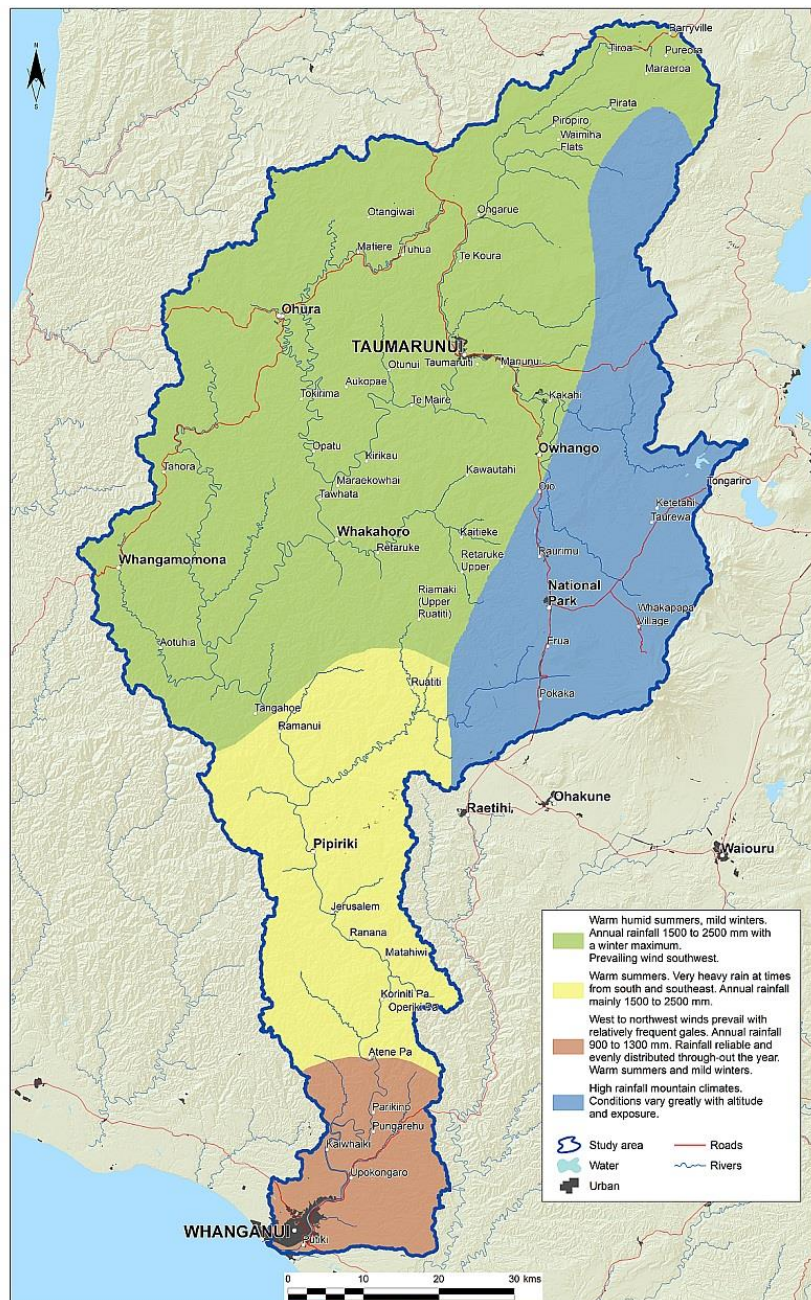 N
S
Barryville
Tiroa
Pureora
Maraeroa
Pirata
Piropiro
Waimiha
Flats
Otangiwai
Ongarue
Matiere
Tuhua
Te Koura
Ohura
TAUMARUNUI
Otunui
Taumaruiti
Manunu
Aukopae
Tokirima
Te Maire
Kakahi
Opatu
Kirikau
Owhango
Tahora
Maraekowhai
Kawautahi
Tawhata
Oio
Tongariro
Ketetahi
Taurewa
Whakahoro
Kaitieke
Retaruke
Retaruke
Upper
Raurimu
Whangamomona
National
Park
Riamaki
(Upper
Ruatiti)
Whakapapa
Village
Aotuhia
Erua
Ruatiti
Pokaka
Tangahoe
Ramanui
Raetihi
Ohakune
Pipiriki
Waiouru
Jerusalem
Ranana
Matahiwi
Koriniti Pa
Operiki Pa
Atene Pa
Parikino
Pungarehu
Kaiwhaiki
Upokongaro
WHANGANUI
Putiki
Warm humid summers, mild winters.
Annual rainfall 1500 to 2500 mm with
a winter maximum.
Prevailing wind southwest.
Warm summers. Very heavy rain at times
from south and southeast. Annual rainfall
mainly 1500 to 2500 mm.
West to northwest winds prevail with
relatively frequent gales. Annual rainfall
900 to 1300 mm. Rainfall reliable and
evenly distributed through-out the year.
Warm summers and mild winters.
High rainfall mountain climates.
Conditions vary greatly with altitude
and exposure.
Study area
Roads
Water
Rivers
Urban
0 10 20 30 kms